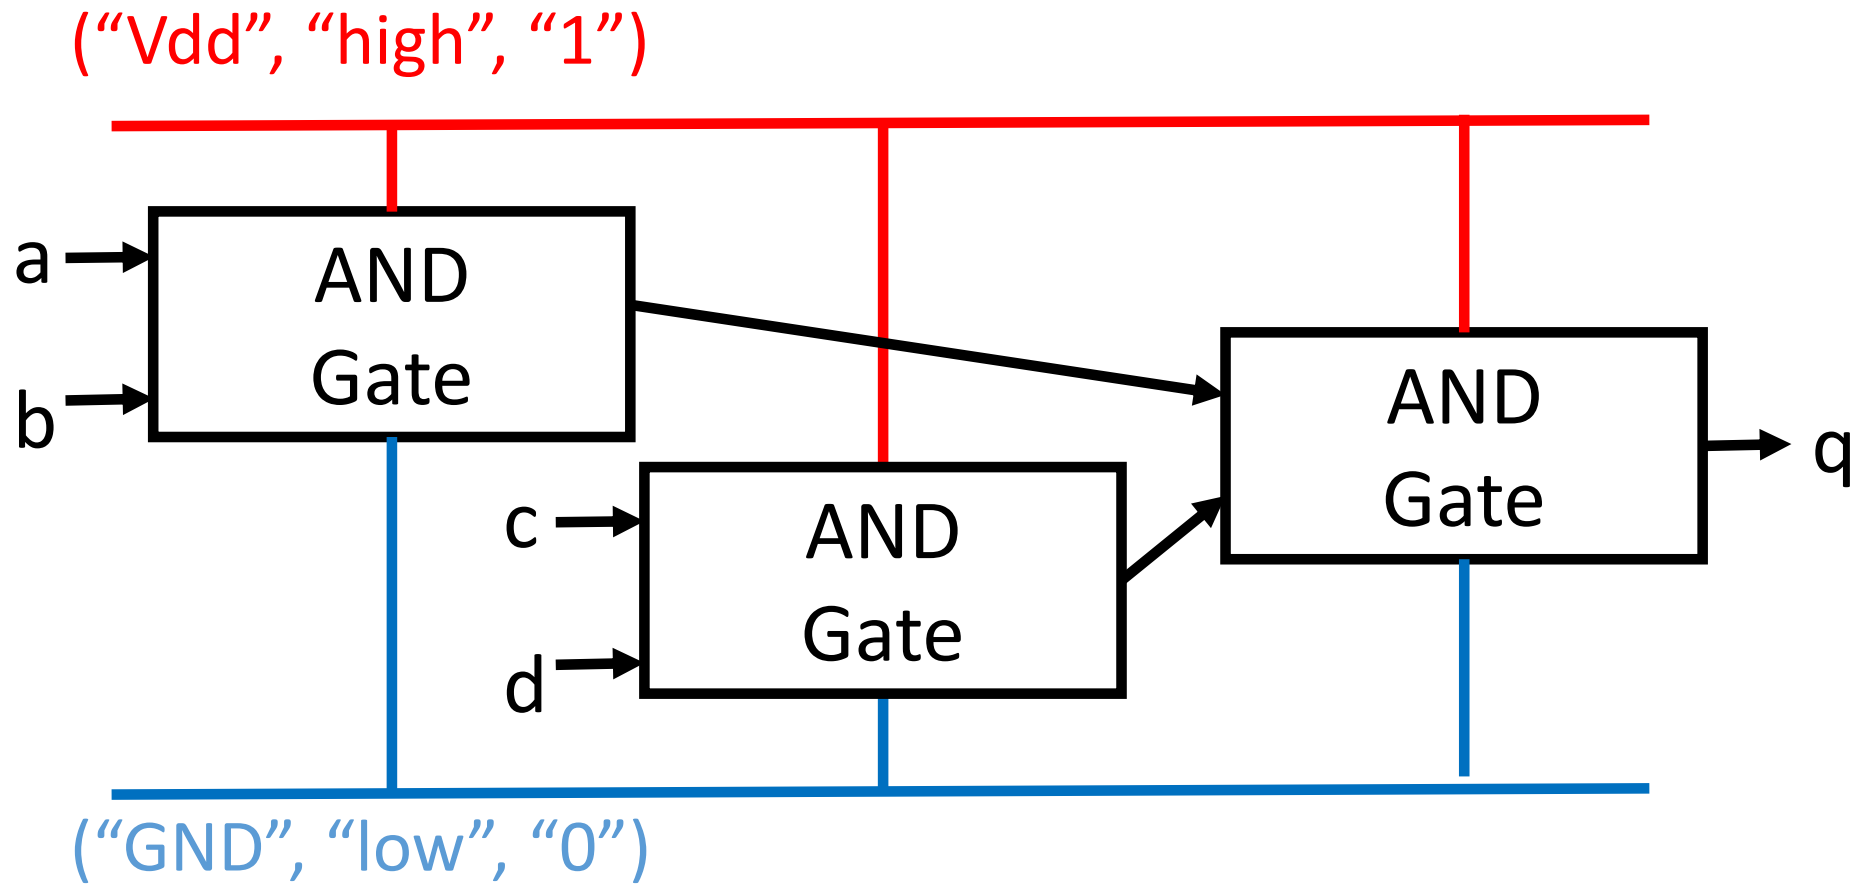 (“Vdd”, “high”, “1”)
a
b
AND
Gate
c
d
AND
Gate
AND
Gate
q
(“GND”, “low”, “0”)